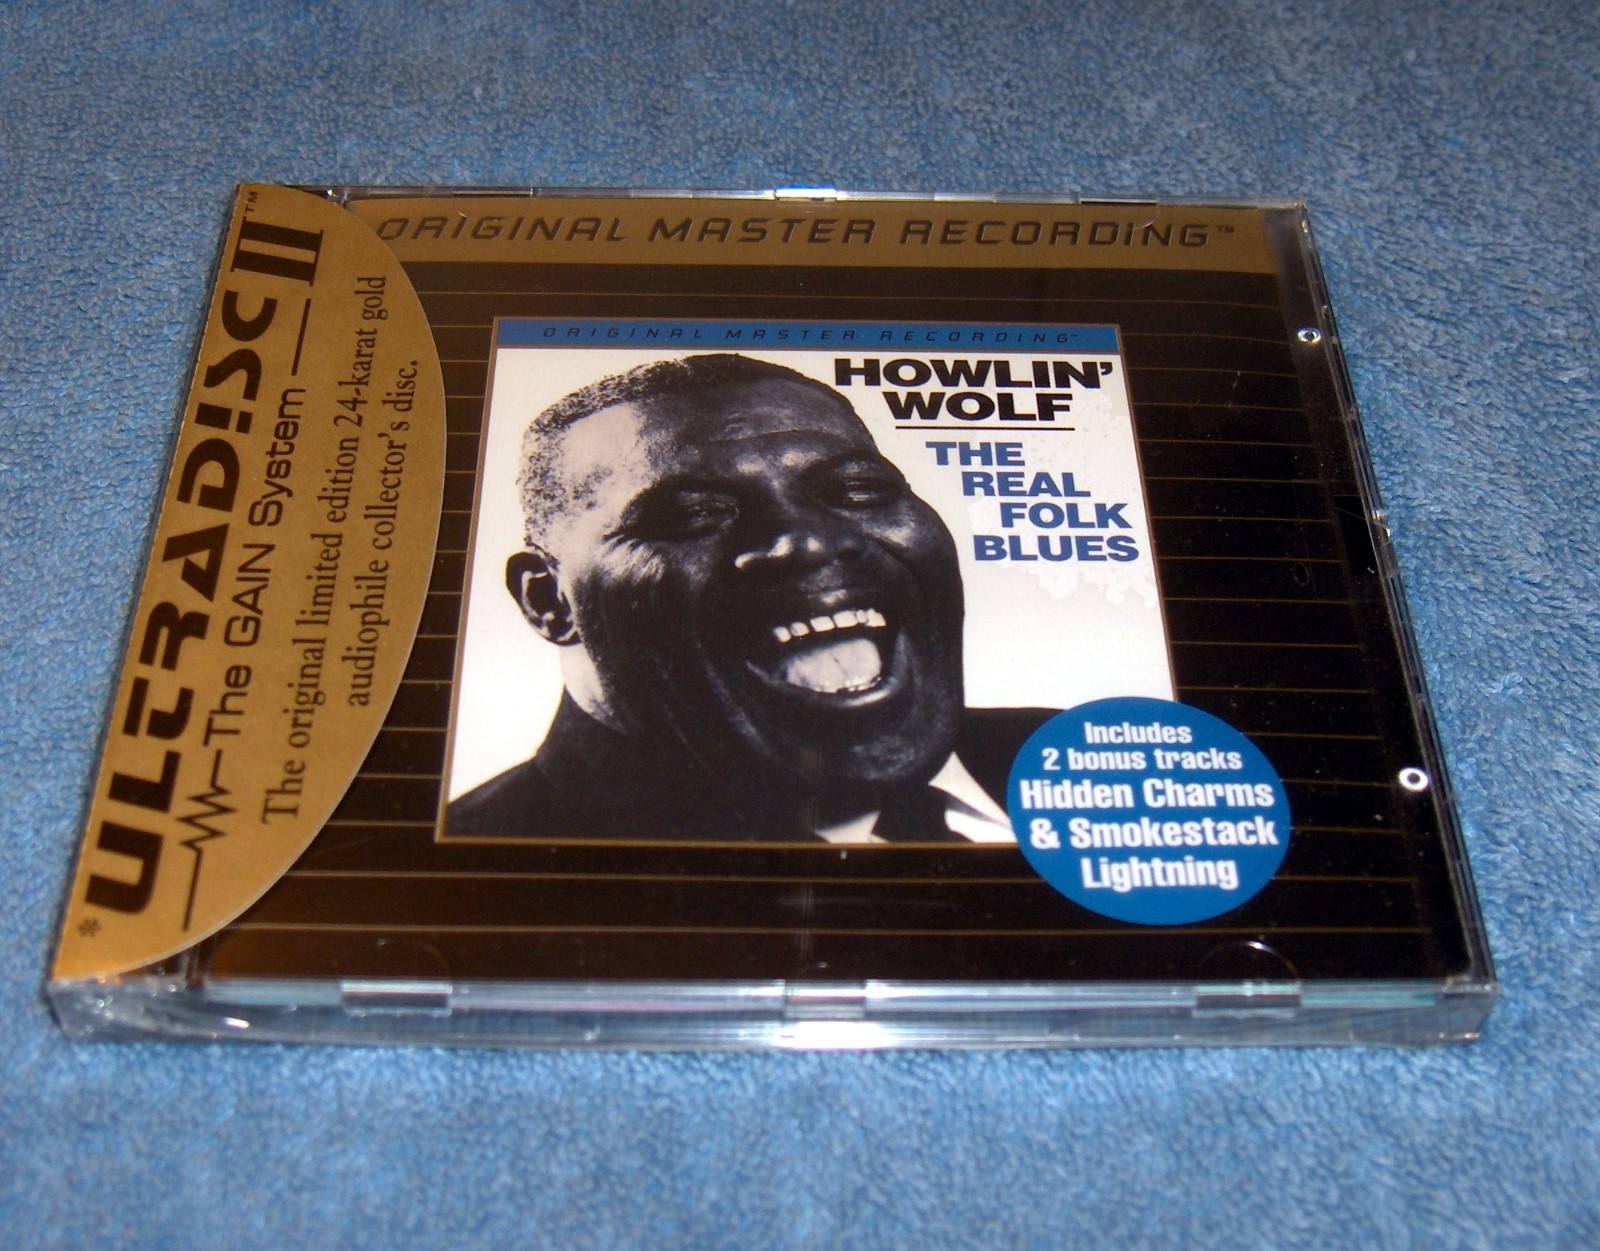 ULTRADiSC II™
The GAIN System
The original limited edition 24-karat gold
audiophile collector's disc.
*
ORIGINAL MASTER RECORDiNG™
ORIGINAL MASTER RECORDING™
HOWLIN'
WOLF
THE
REAL
FOLK
BLUES
Includes
2 bonus tracks
Hidden Charms
& Smokestack
Lightning